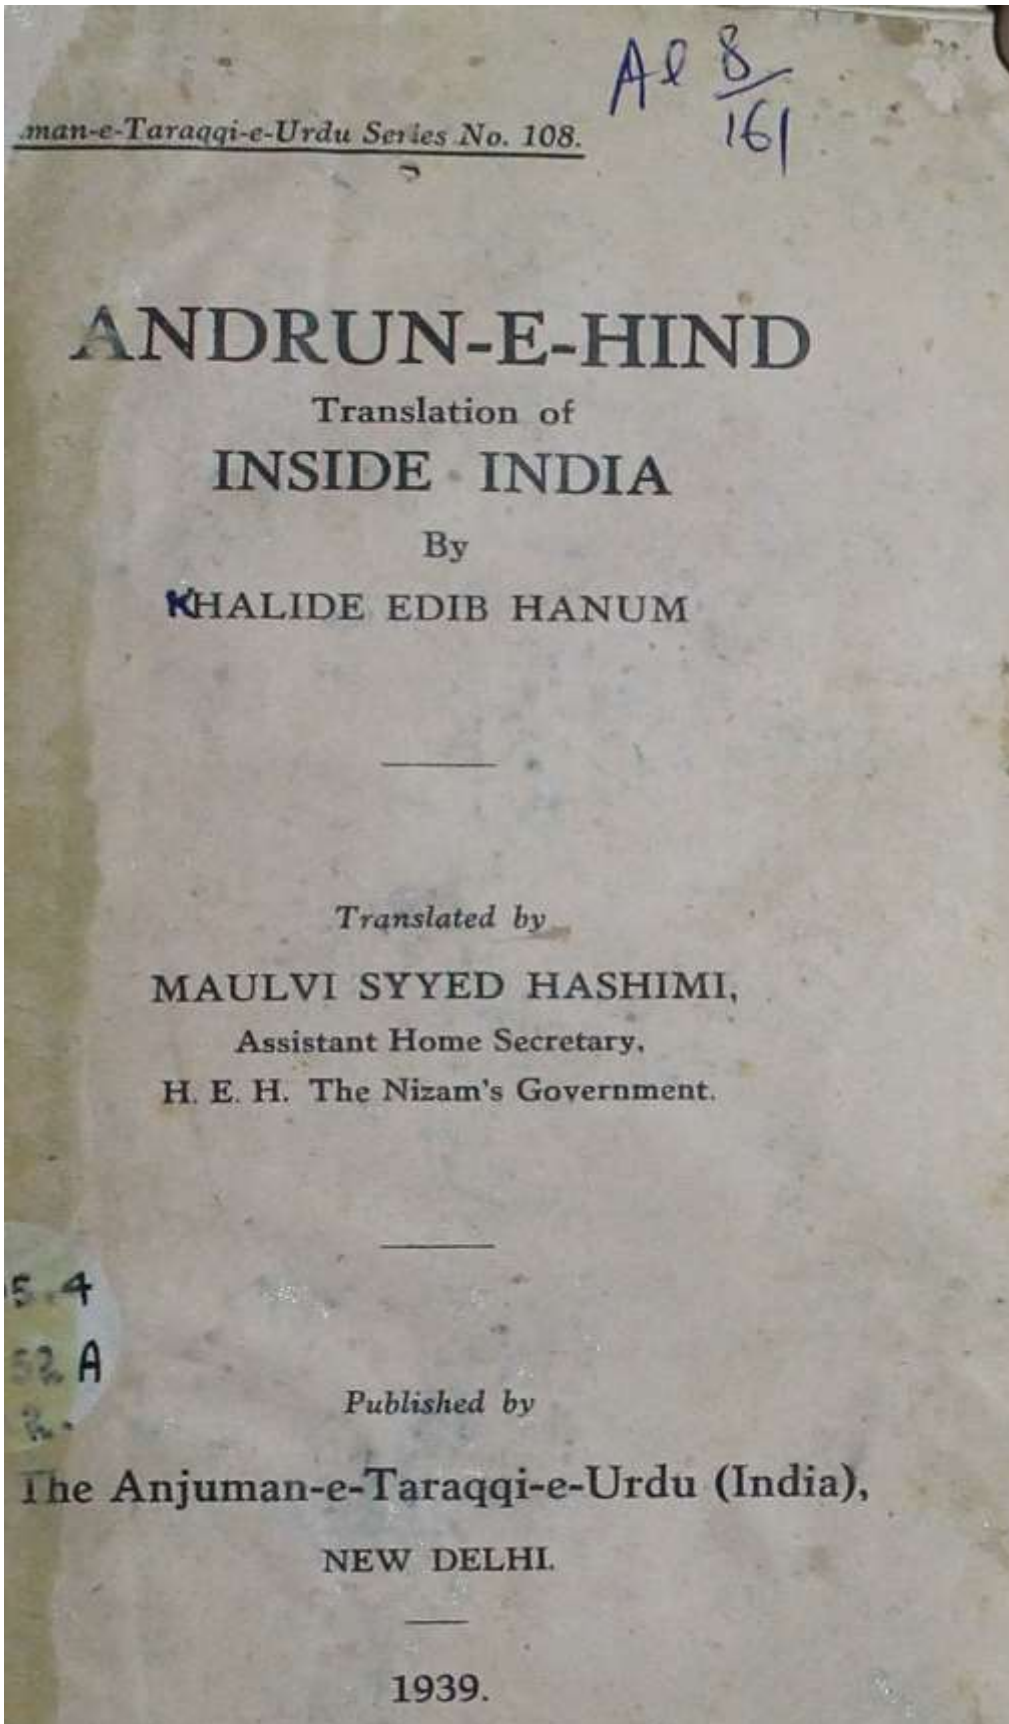 Al 8/161
man-e-Taraqqi-e-Urdu Series No. 108.
ANDRUN-E-HIND
Translation of
INSIDE INDIA
By
KHALIDE EDIB HANUM
Translated by
MAULVI SYYED HASHIMI,
Assistant Home Secretary,
H. E. H. The Nizam's Government.
5.4
52 A
Published by
The Anjuman-e-Taraqqi-e-Urdu (India),
NEW DELHI.
1939.